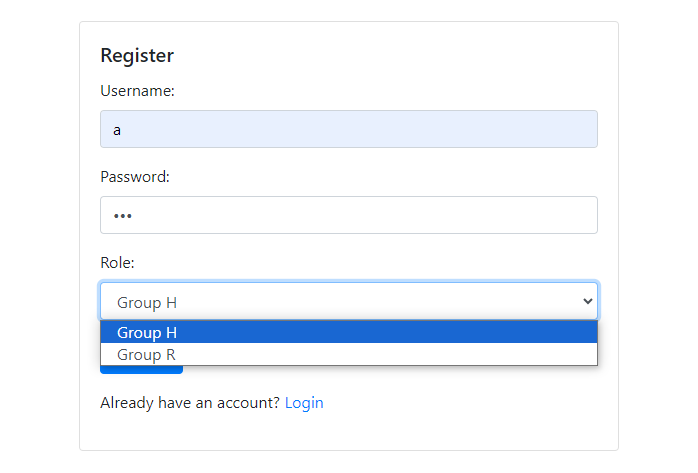 Register
Username:
a
Password:
•••
Role:
Group H
Group H
Group R
Already have an account? Login